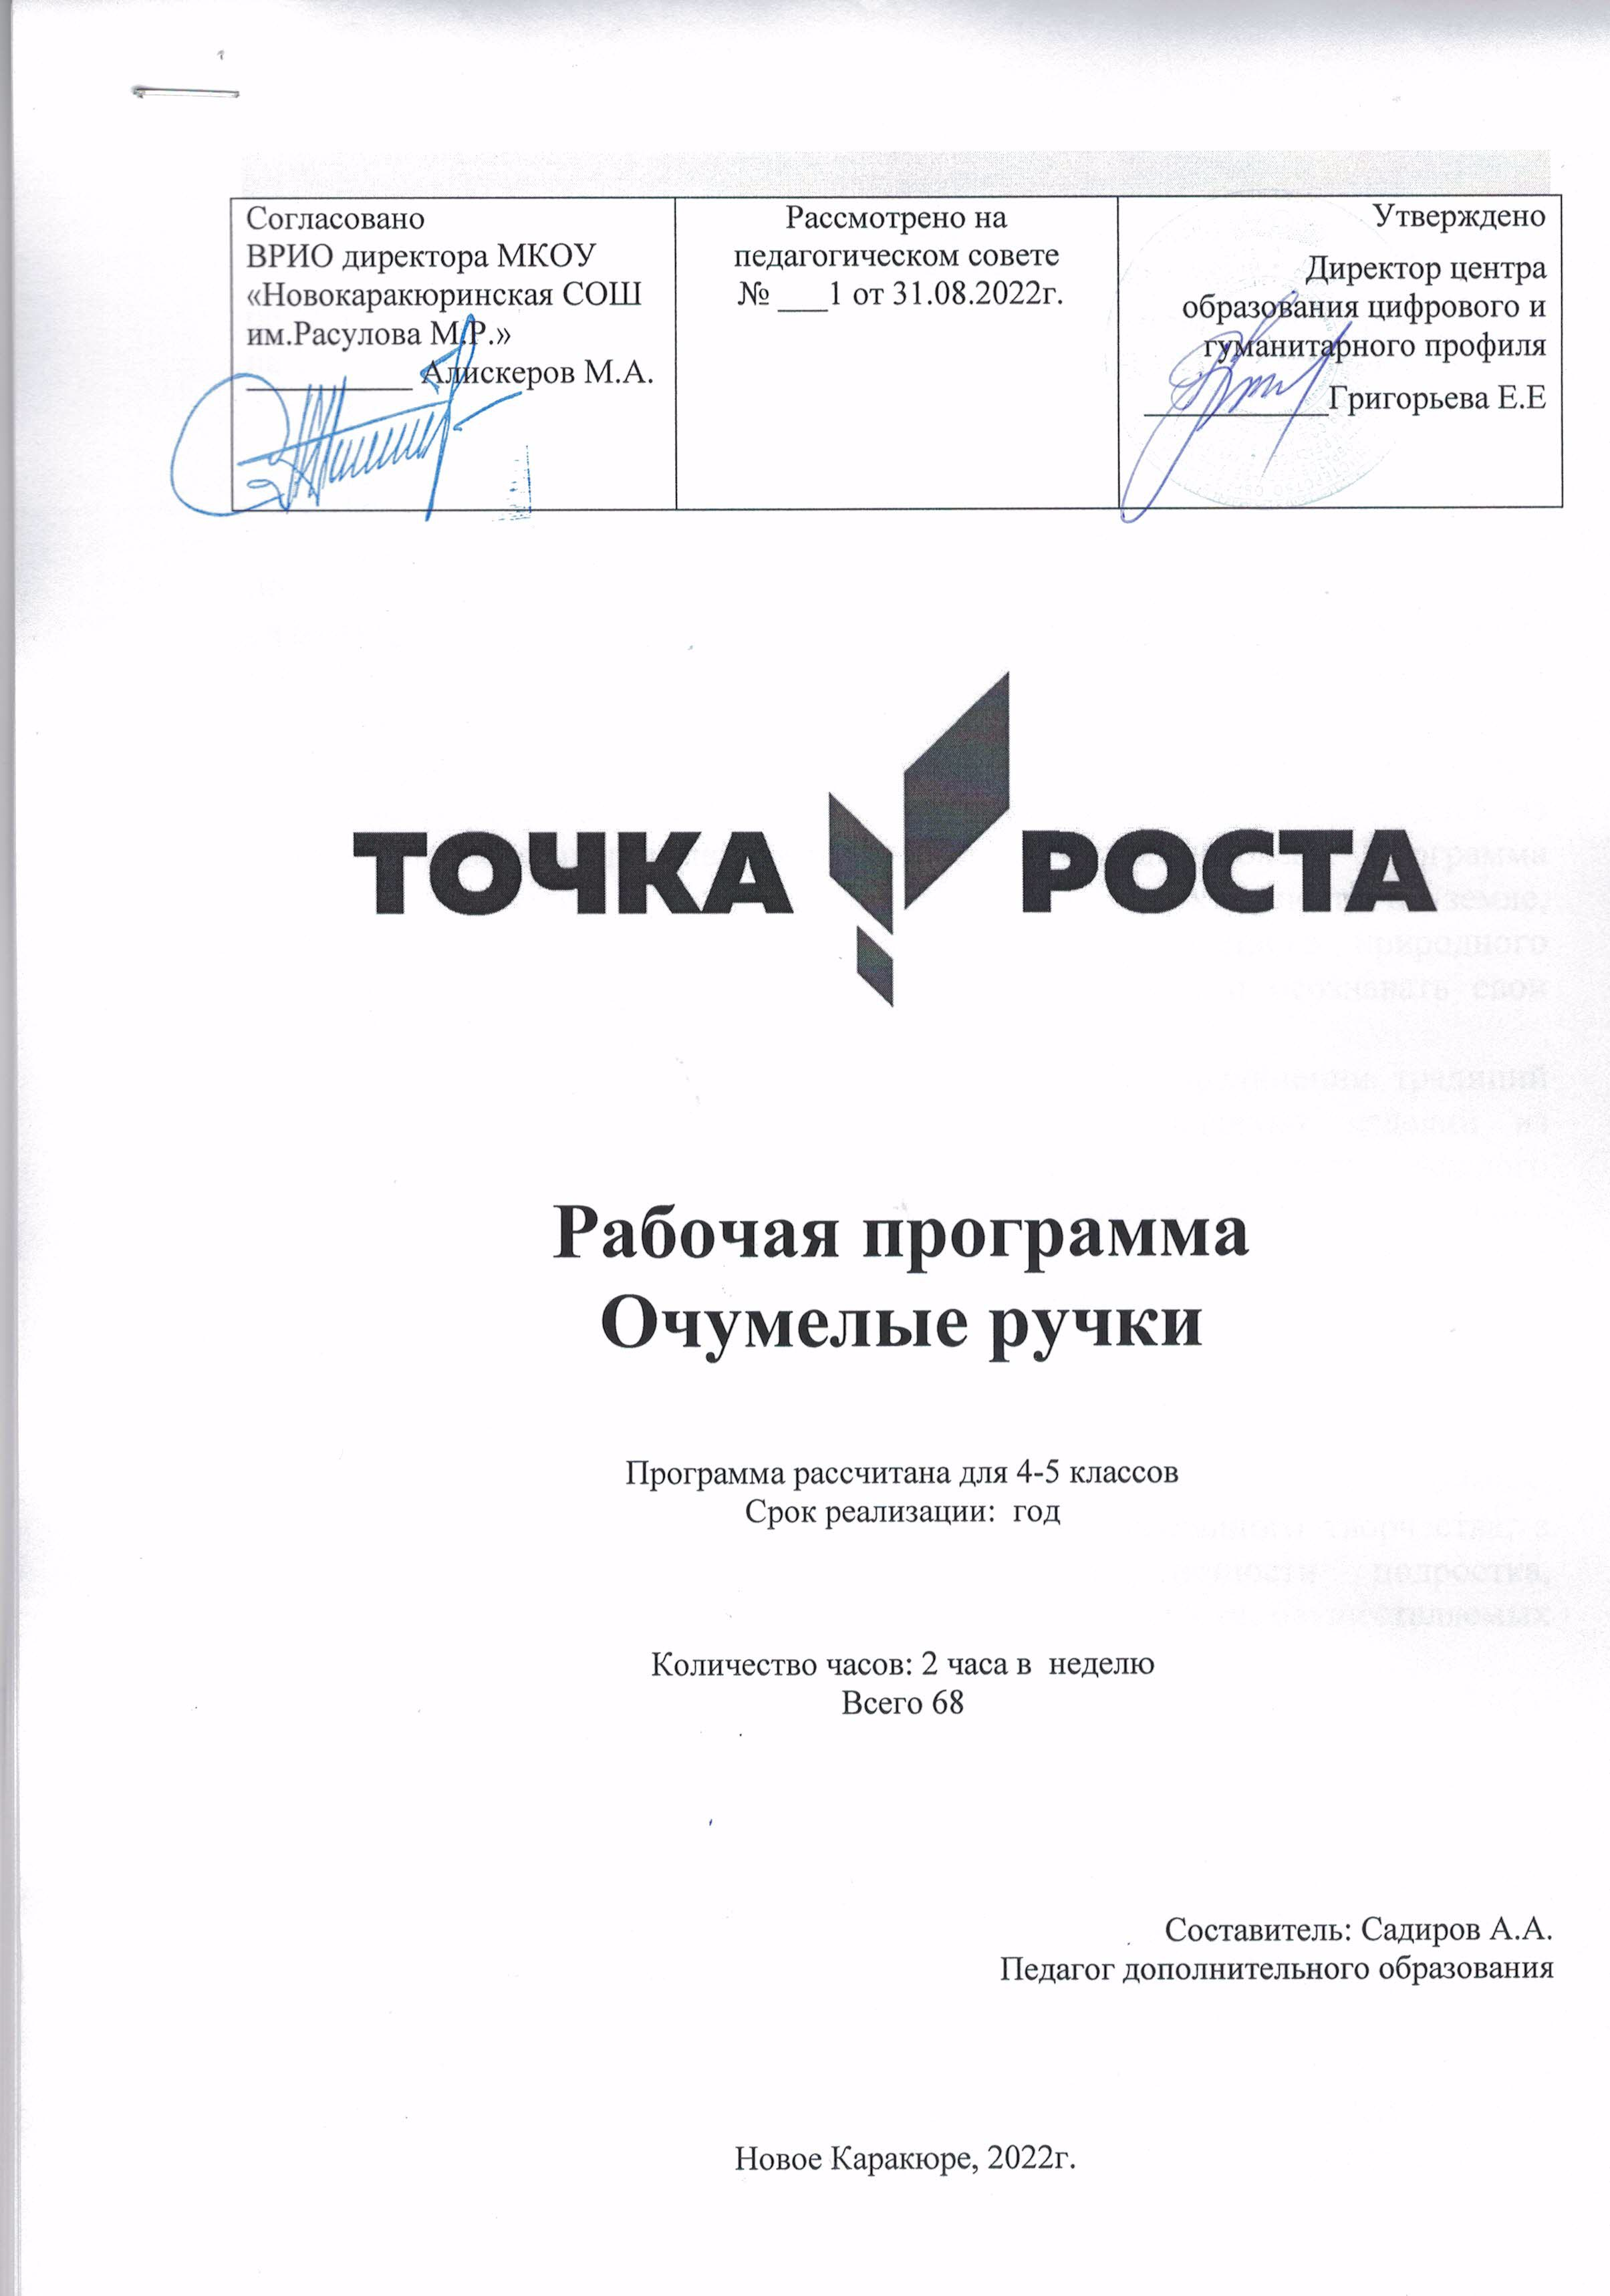 Согласовано
ВРИО директора МКОУ
«Новокаракюринская СОШ
им.Расулова М.Р.»
__________ Алискеров М.А.
Рассмотрено на
педагогическом совете
№ ___1 от 31.08.2022г.
Утверждено
Директор центра
образования цифрового и
гуманитарного профиля
___________Григорьева Е.Е
ТОЧКА РОСТА
Рабочая программа
Очумелые ручки
Программа рассчитана для 4-5 классов
Срок реализации:  год
Количество часов: 2 часа в  неделю
Всего 68
Составитель: Садиров А.А.
Педагог дополнительного образования
Новое Каракюре, 2022г.